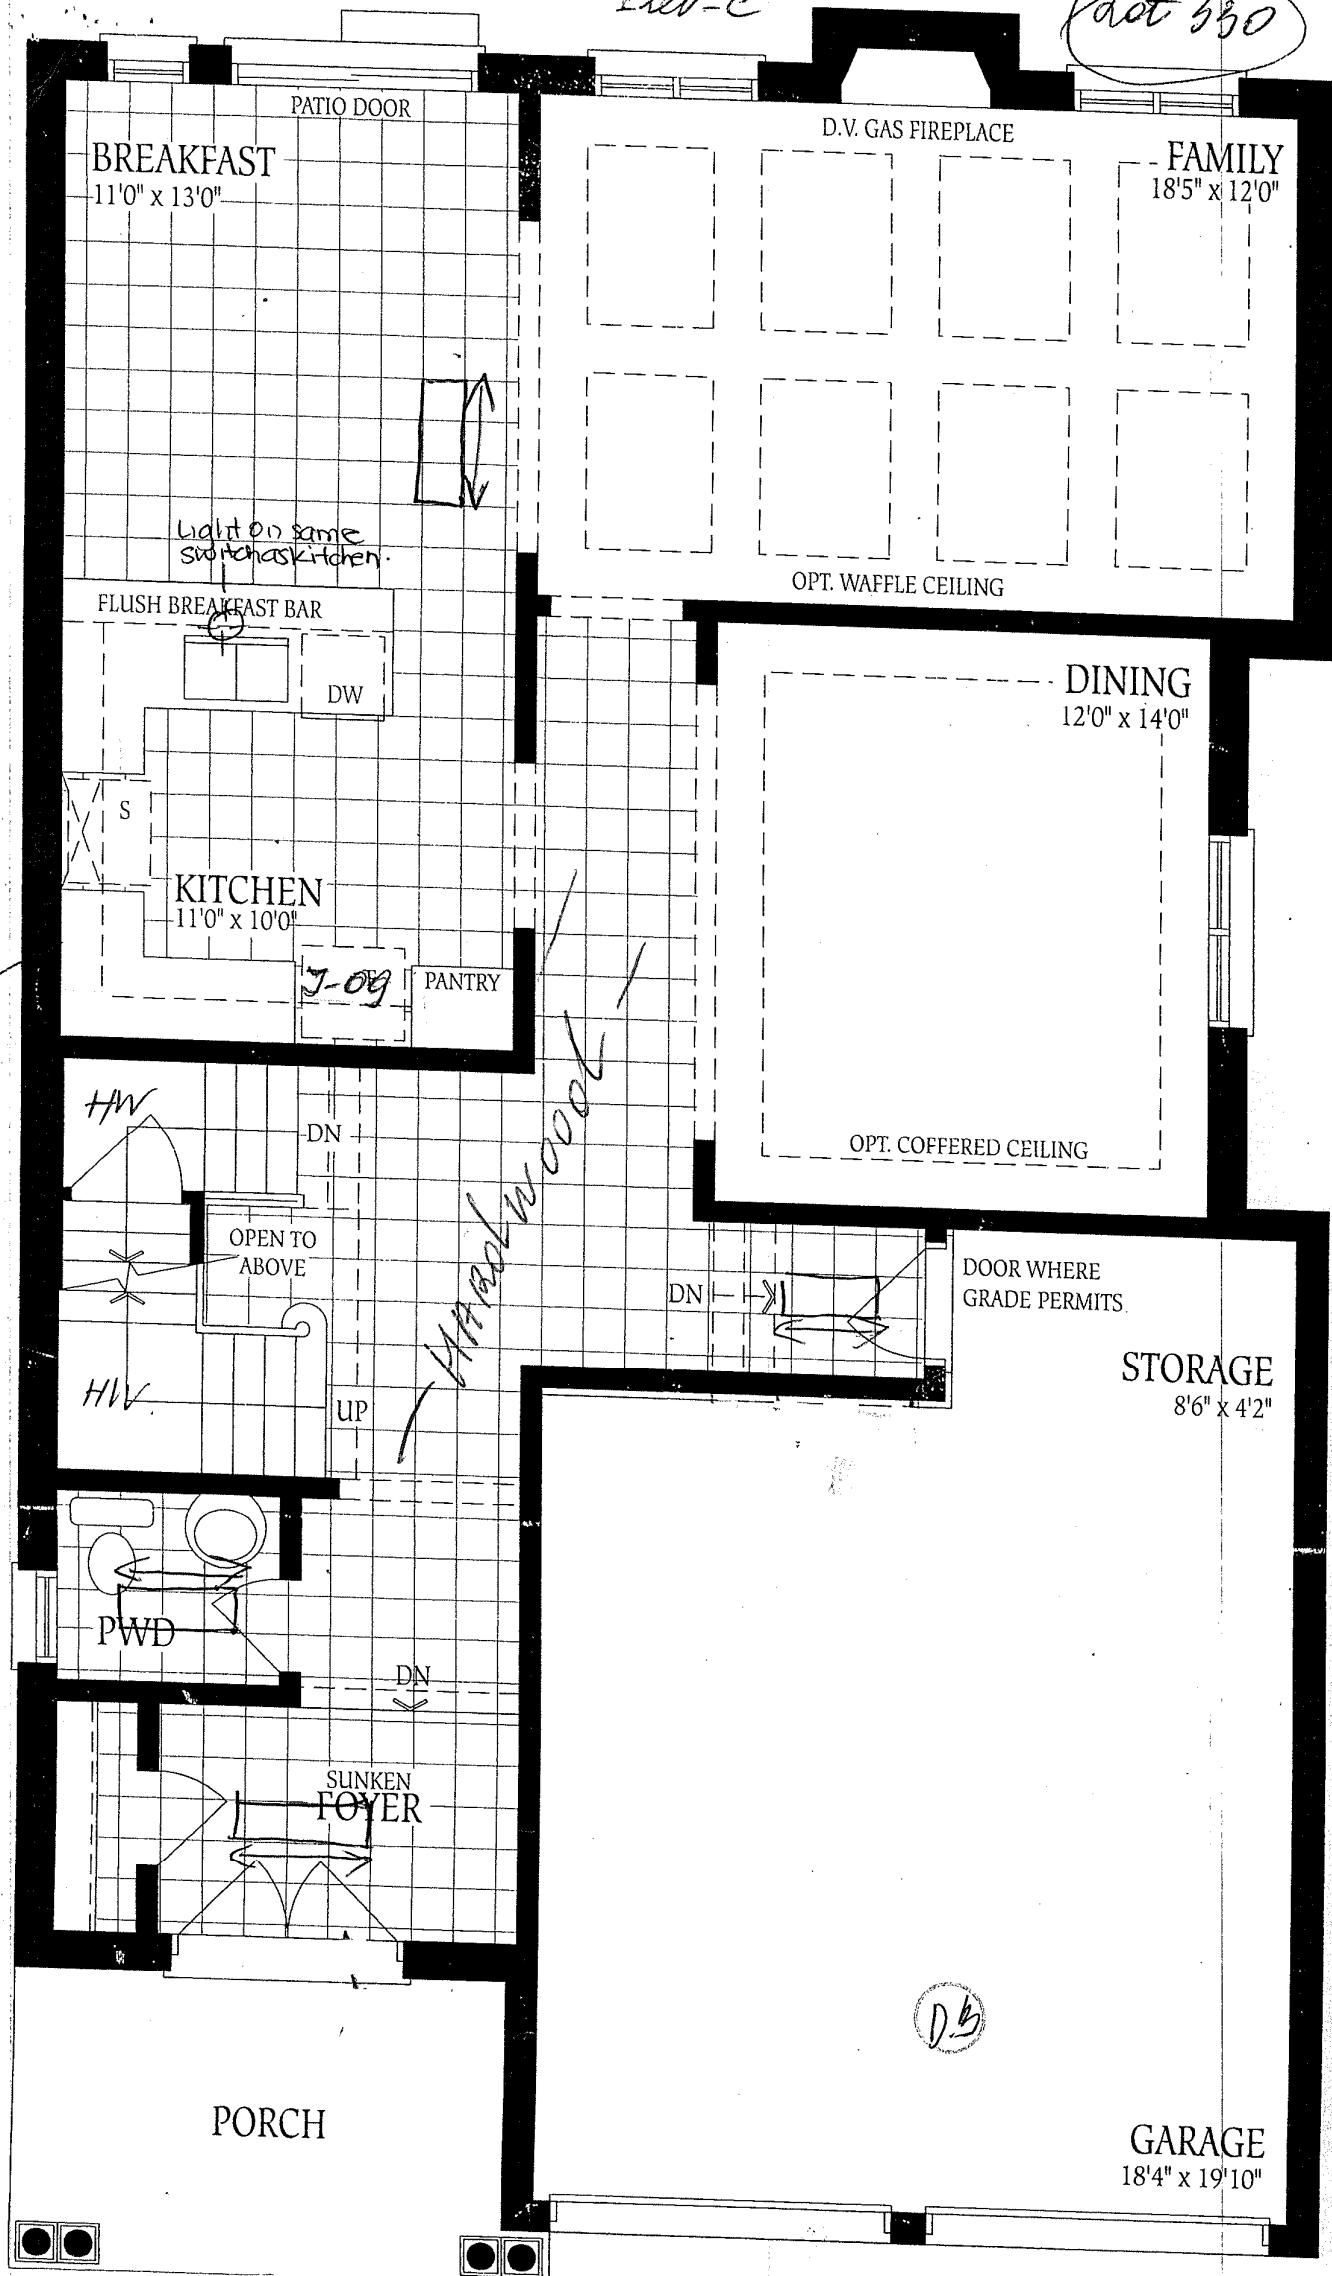 Elev-C
Lot 330
PATIO DOOR
BREAKFAST
11'0" x 13'0"
D.V. GAS FIREPLACE
FAMILY
18'5" x 12'0"
Light on same
switch as kitchen.
OPT. WAFFLE CEILING
FLUSH BREAKFAST BAR
DW
DINING
12'0" x 14'0"
S
KITCHEN
11'0" x 10'0"
PANTRY
HW
DN
OPT. COFFERED CEILING
HARDWOOD
OPEN TO
ABOVE
DN
DOOR WHERE
GRADE PERMITS
STORAGE
8'6" x 4'2"
HW
UP
PWD
DN
SUNKEN
FOYER
PORCH
GARAGE
18'4" x 19'10"